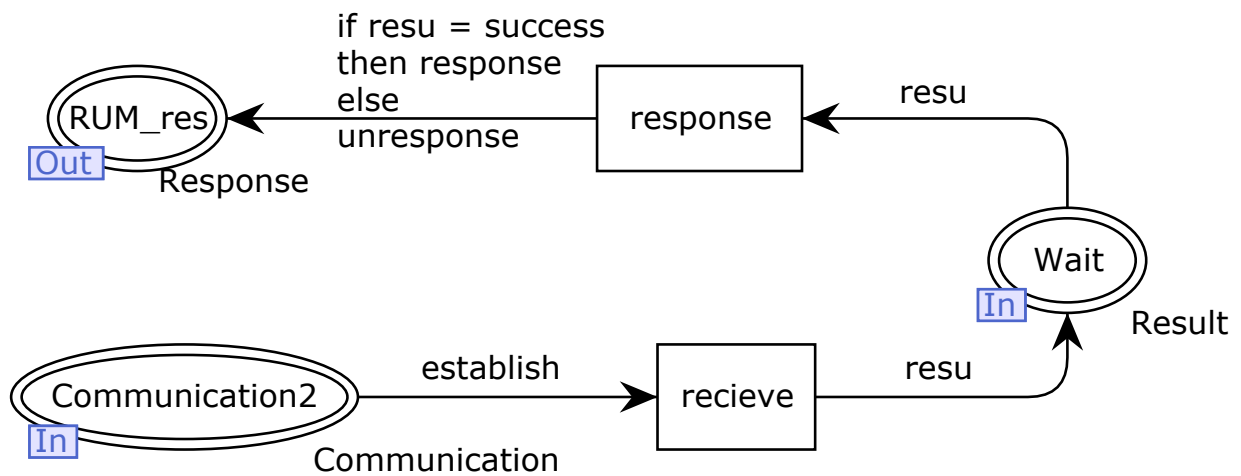 if resu = success
then response
else
unresponse
RUM_res
response
resu
Out
Response
Wait
In
Result
Communication2
establish
recieve
resu
In
Communication